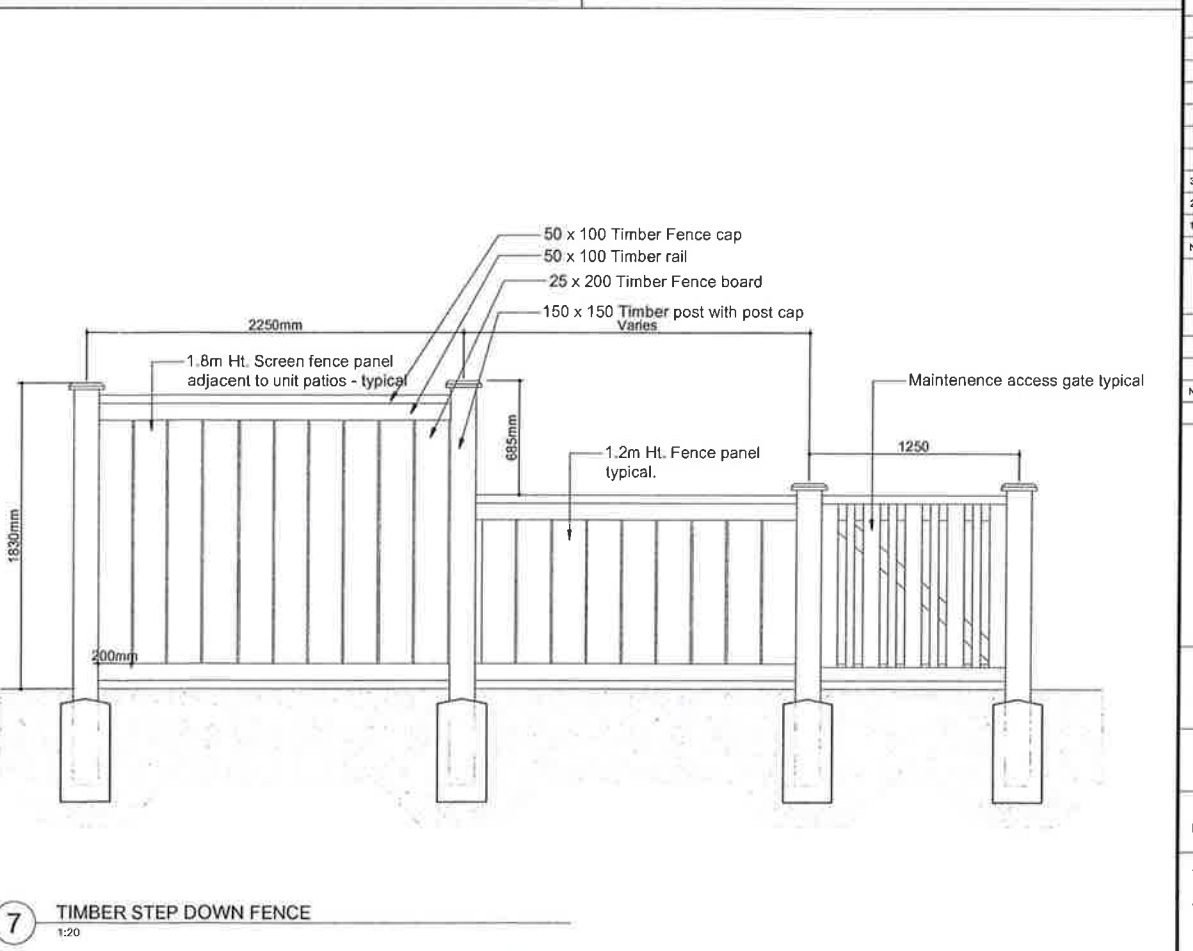 50 x 100 Timber Fence cap
50 x 100 Timber rail
25 x 200 Timber Fence board
150 x 150 Timber post with post cap
2250mm
Varies
1.8m Ht. Screen fence panel
adjacent to unit patios - typical
Maintenence access gate typical
685mm
1.2m Ht. Fence panel
typical.
1250
1830mm
200mm
7
TIMBER STEP DOWN FENCE
1:20